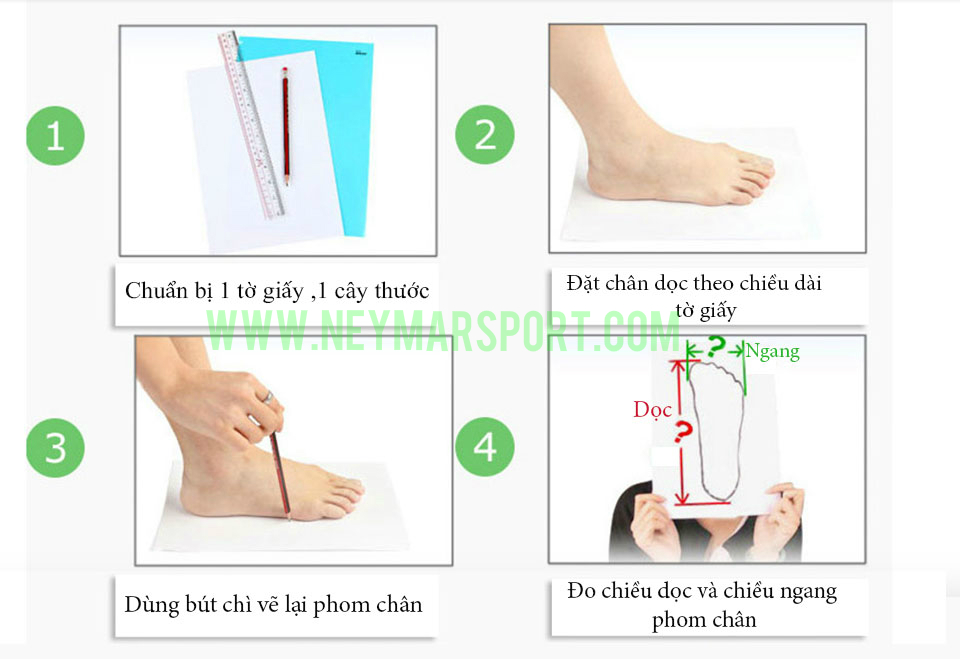 1
2
Chuẩn bị 1 tờ giấy ,1 cây thước
Đặt chân dọc theo chiều dài
tờ giấy
WWW.NEYMARSPORT.COM
3
4
? Ngang
Dọc
?
Dùng bút chì vẽ lại phom chân
Đo chiều dọc và chiều ngang
phom chân